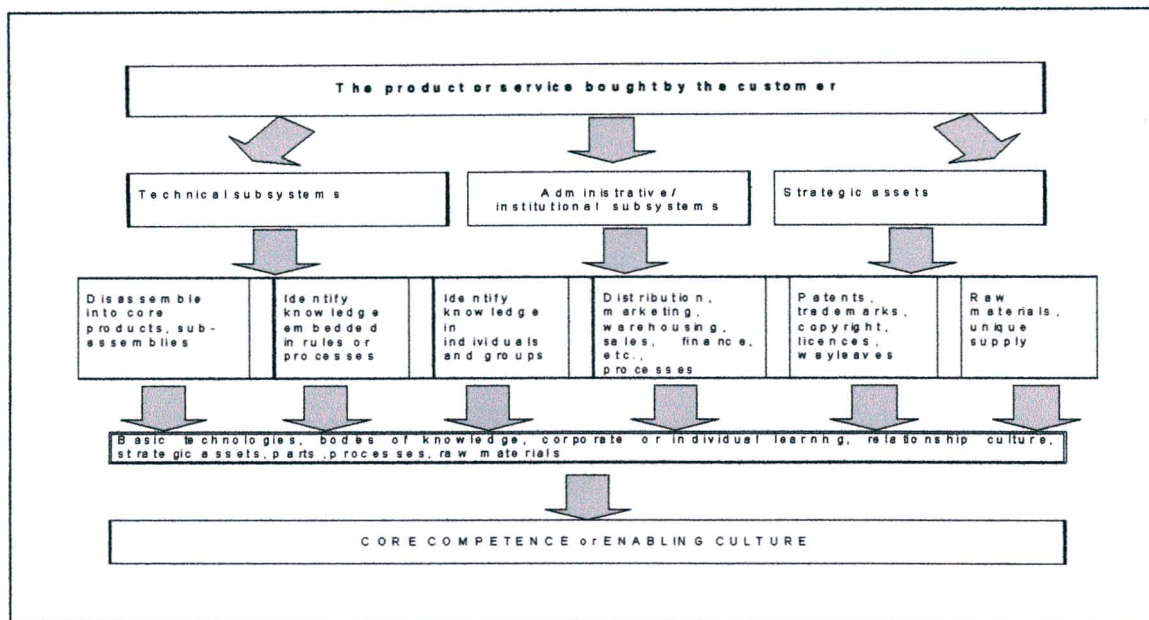 The product or service bought by the customer
Technical subsystems
Administrative/
institutional subsystems
Strategic assets
Disassemble
into core
products, sub-
assemblies
Identify
knowledge
embedded
in rules or
processes
Identify
knowledge
in
individuals
and groups
Distribution,
marketing,
warehousing,
sales, finance,
etc.,
processes
Patents,
trademarks,
copyright,
licences,
wayleaves
Raw
materials,
unique
supply
Basic technologies, bodies of knowledge, corporate or individual learnng, relationship culture,
strategic assets, parts, processes, raw materials
CORE COMPETENCE or ENABLING CULTURE